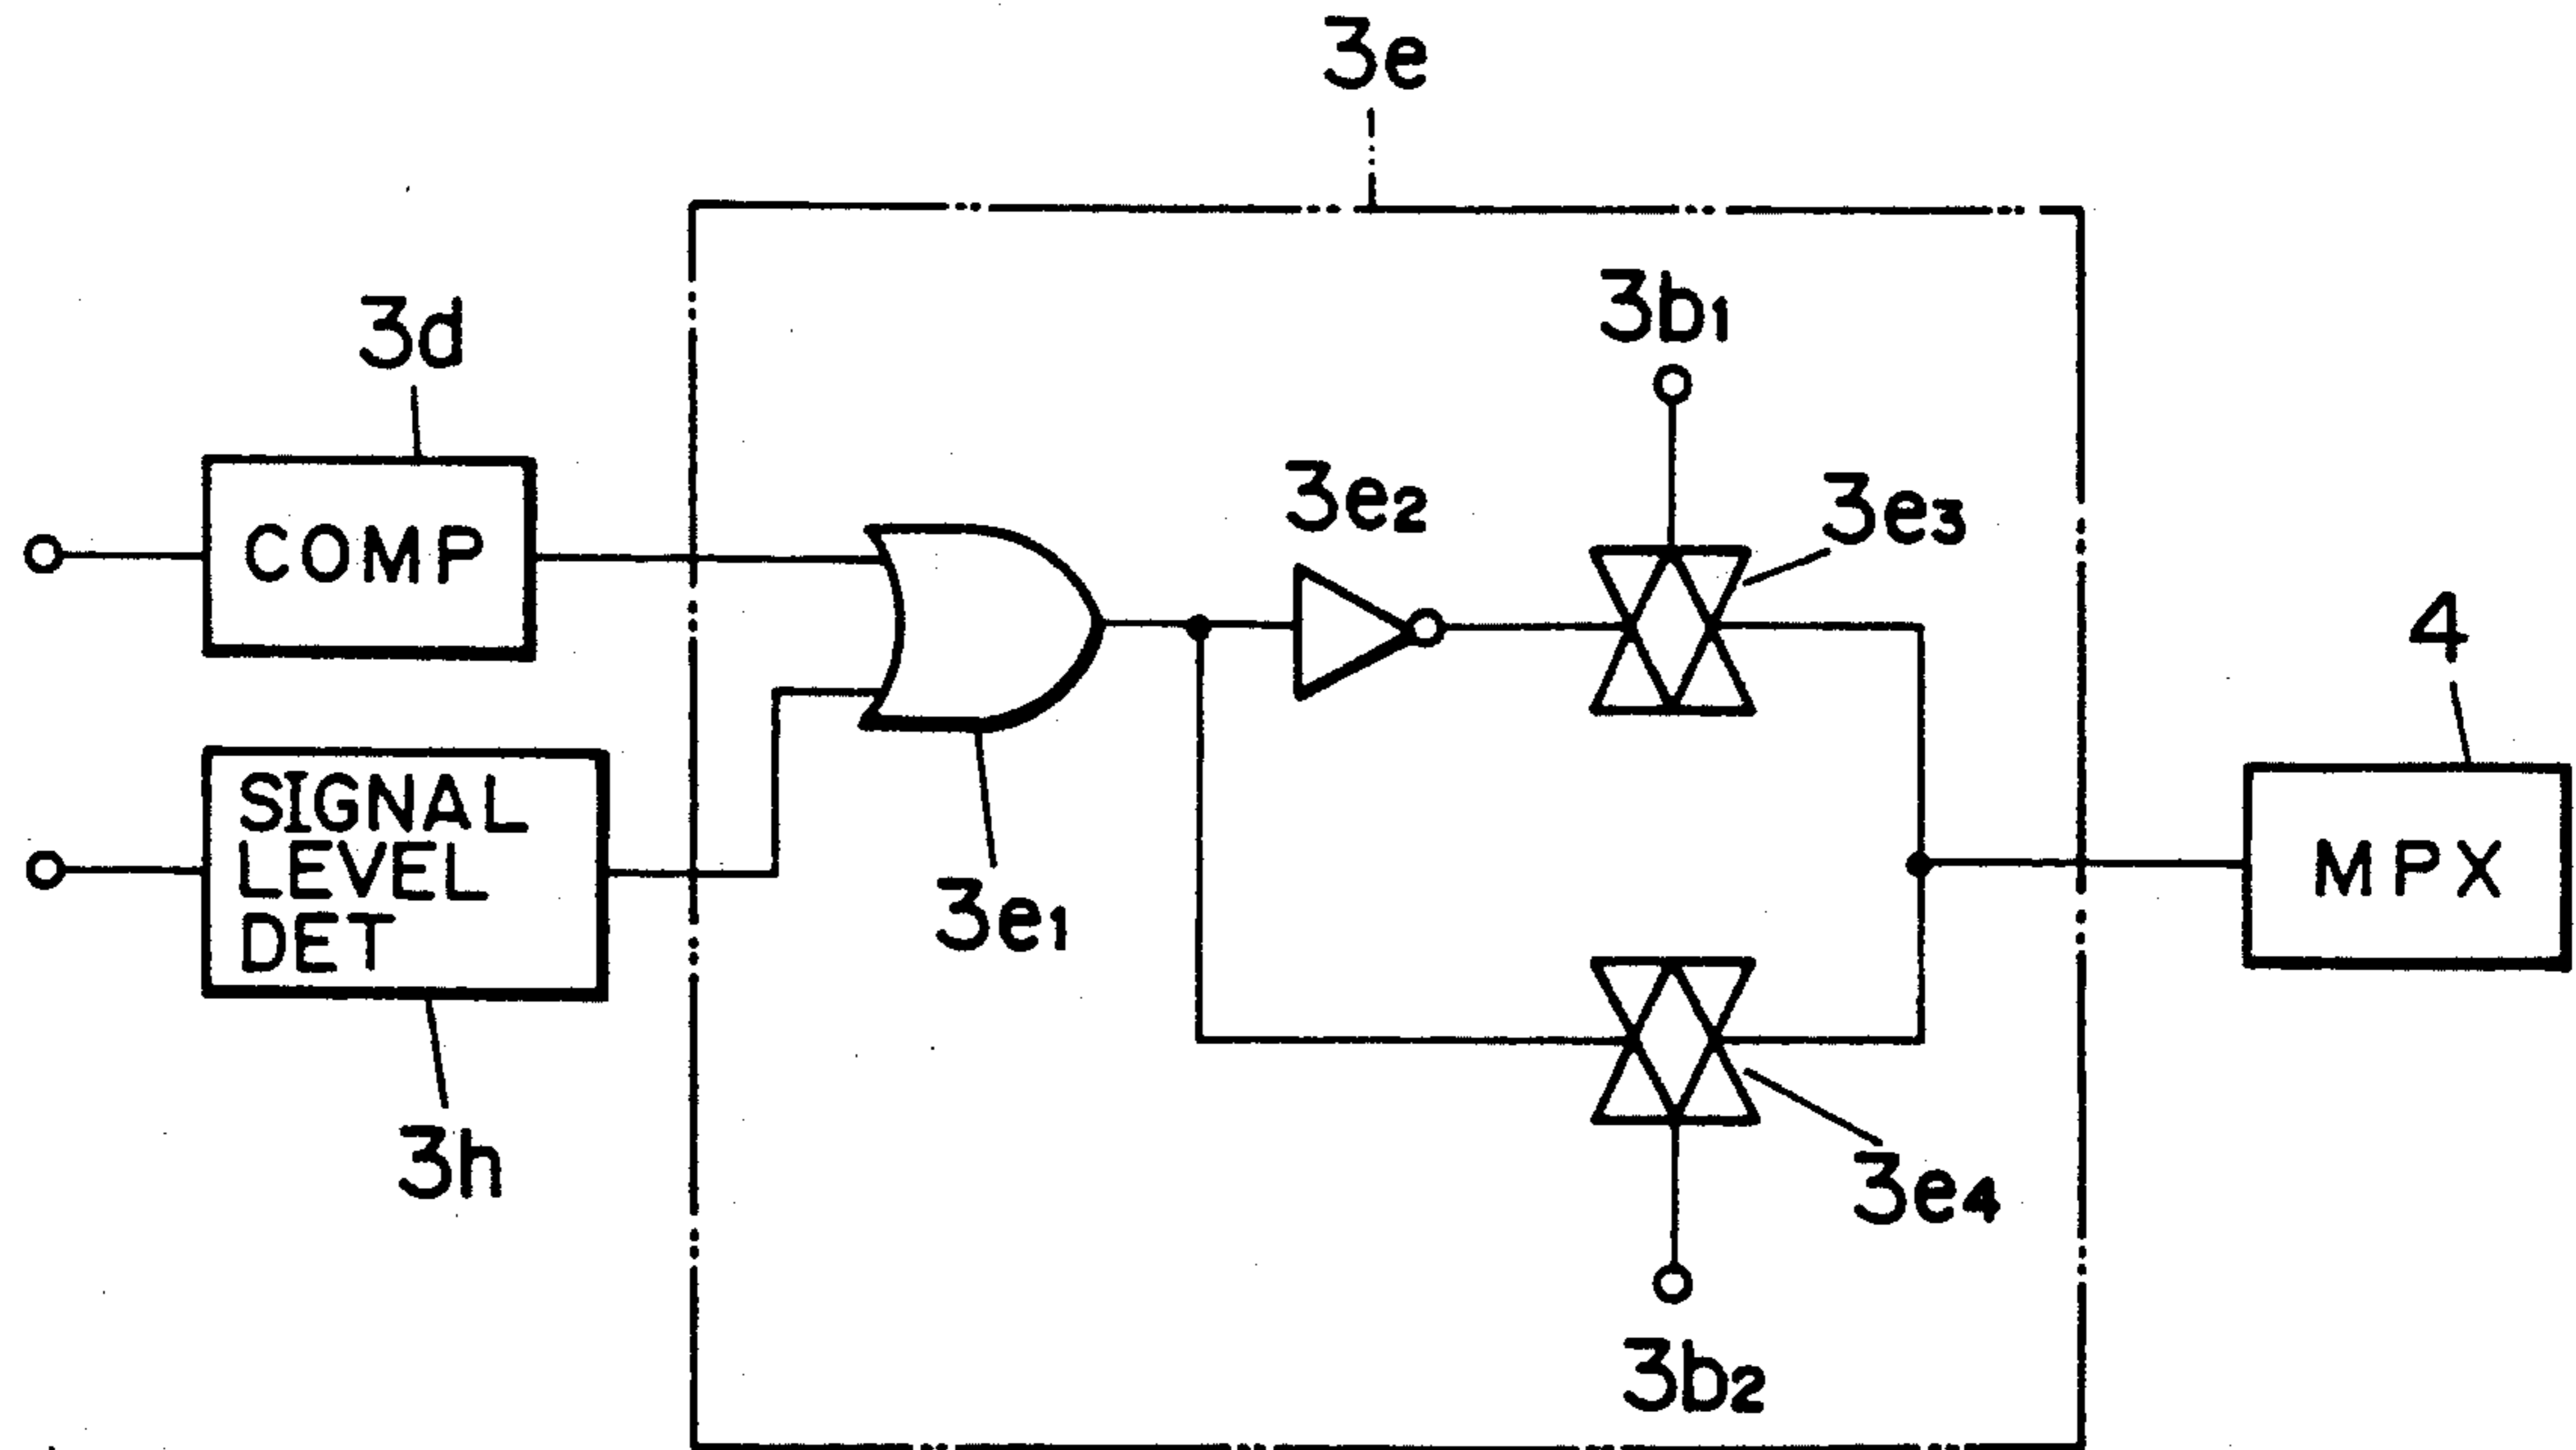 3e
3b1
3d
3e2
3e3
COMP
4
SIGNAL
LEVEL
DET
3e1
MPX
3h
3e4
3b2